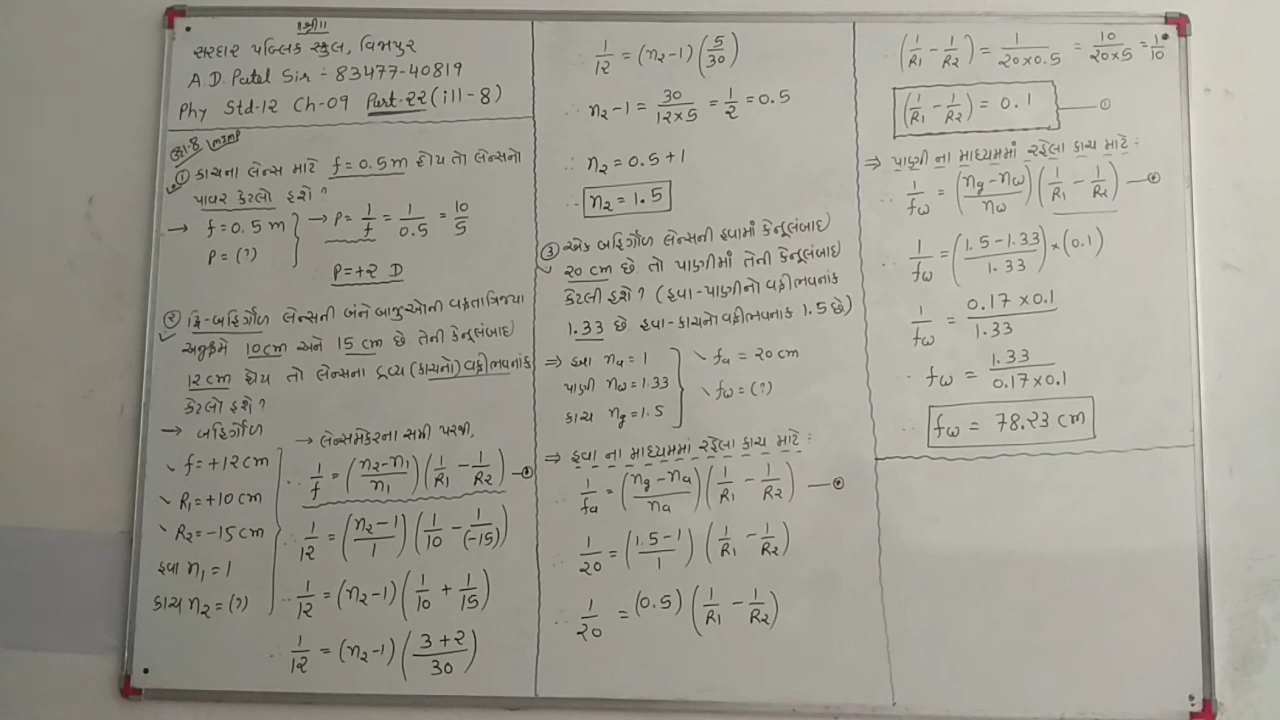 ॥શ્રી॥
સરદાર પબ્લિક સ્કુલ, વિજાપુર
A.D. Patel Sir - 83477-40819
Phy Std-12 Ch-09 Part-22 (ill-8)
ઉદા-8 IMP
① કાચના લેન્સ માટે f = 0.5 m હોય તો લેન્સનો
પાવર કેટલો હશે?
→ f = 0.5 m → P = 1/f = 1/0.5 = 10/5
P = (?)
P = +2 D
② દ્વિ-બહિર્ગોળ લેન્સની બંને બાજુઓની વક્રતાત્રિજ્યા
અનુક્રમે 10 cm અને 15 cm છે તેની કેન્દ્રલંબાઇ
12 cm હોય તો લેન્સના દ્રવ્ય (કાચનો) વક્રીભવનાંક
કેટલો હશે?
→ બહિર્ગોળ
f = +12 cm
R₁ = +10 cm
R₂ = -15 cm
હવા n₁ = 1
કાચ n₂ = (?)
→ લેન્સમેકરના સમી પરથી,
∴ 1/f = (n₂-n₁/n₁) (1/R₁ - 1/R₂) —①
∴ 1/12 = (n₂-1/1) (1/10 - 1/(-15))
∴ 1/12 = (n₂-1) (1/10 + 1/15)
∴ 1/12 = (n₂-1) (3+2/30)
∴ 1/12 = (n₂-1) (5/30)
∴ n₂-1 = 30/12×5 = 1/2 = 0.5
∴ n₂ = 0.5 + 1
∴ n₂ = 1.5
③ એક બહિર્ગોળ લેન્સની હવામાં કેન્દ્રલંબાઇ
20 cm છે તો પાણીમાં તેની કેન્દ્રલંબાઇ
કેટલી હશે? (હવા-પાણીનો વક્રીભવનાંક
1.33 છે હવા-કાચનો વક્રીભવનાંક 1.5 છે)
⇒ હવા nₐ = 1
પાણી n_w = 1.33
કાચ n_g = 1.5
fₐ = 20 cm
f_w = (?)
⇒ હવા ના માધ્યમમાં રહેલા કાચ માટે:
∴ 1/fₐ = (n_g-nₐ/nₐ) (1/R₁ - 1/R₂) —①
∴ 1/20 = (1.5-1/1) (1/R₁ - 1/R₂)
∴ 1/20 = (0.5) (1/R₁ - 1/R₂)
(1/R₁ - 1/R₂) = 1/20×0.5 = 10/20×5 = 1/10
(1/R₁ - 1/R₂) = 0.1 —①
⇒ પાણી ના માધ્યમમાં રહેલા કાચ માટે:
∴ 1/f_w = (n_g-n_w/n_w) (1/R₁ - 1/R₂) —②
∴ 1/f_w = (1.5-1.33/1.33) × (0.1)
∴ 1/f_w = 0.17×0.1/1.33
∴ f_w = 1.33/0.17×0.1
f_w = 78.23 cm